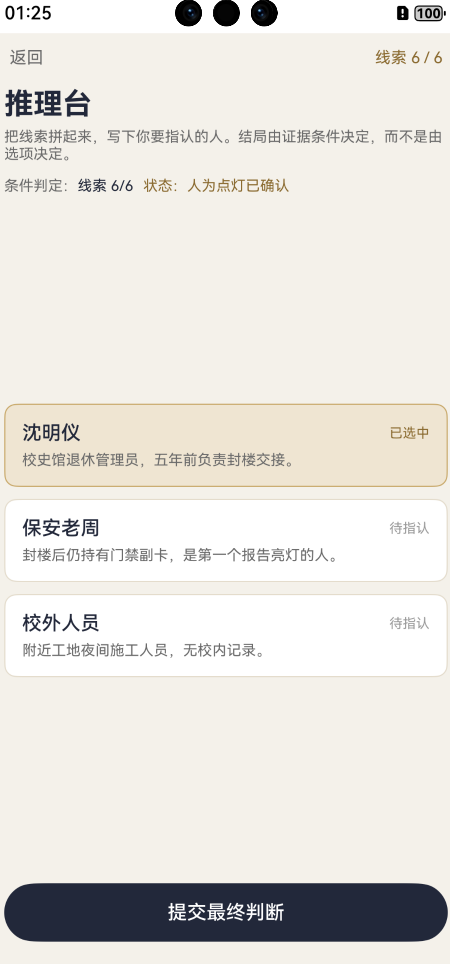 01:25
100
返回
线索 6 / 6
推理台
把线索拼起来，写下你要指认的人。结局由证据条件决定，而不是由
选项决定。
条件判定： 线索 6/6 状态：人为点灯已确认
沈明仪
已选中
校史馆退休管理员，五年前负责封楼交接。
保安老周
待指认
封楼后仍持有门禁副卡，是第一个报告亮灯的人。
校外人员
待指认
附近工地夜间施工人员，无校内记录。
提交最终判断